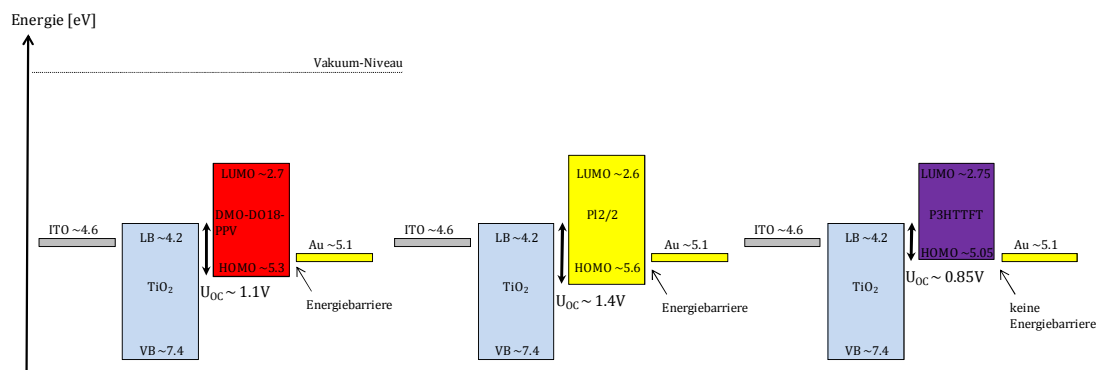 Energie [eV]
Vakuum-Niveau
ITO ~4.6
LB ~4.2
TiO₂
VB ~7.4
LUMO ~2.7
DMO-DO18-
PPV
HOMO ~5.3
U_OC ~ 1.1V
Au ~5.1
Energiebarriere
ITO ~4.6
LB ~4.2
TiO₂
VB ~7.4
LUMO ~2.6
Pl2/2
HOMO ~5.6
U_OC ~ 1.4V
Au ~5.1
Energiebarriere
ITO ~4.6
LB ~4.2
TiO₂
VB ~7.4
LUMO ~2.75
P3HTTFT
HOMO ~5.05
U_OC ~ 0.85V
Au ~5.1
keine
Energiebarriere